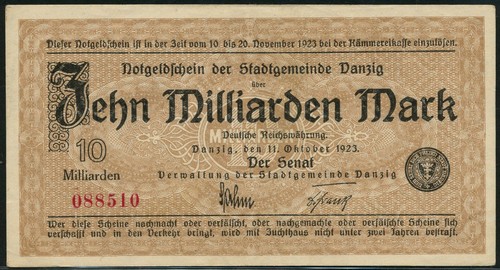 Dieser Notgeldschein ist in der Zeit vom 10. bis 20. November 1923 bei der Kämmereikasse einzulösen.
Notgeldschein der Stadtgemeinde Danzig
über
Zehn Milliarden Mark
Deutsche Reichswährung.
Danzig, den 11. Oktober 1923.
10
Milliarden
Der Senat
Verwaltung der Stadtgemeinde Danzig
088510
Wer diese Scheine nachmacht oder verfälscht, oder nachgemachte oder verfälschte Scheine sich
verschafft und in den Verkehr bringt, wird mit Zuchthaus nicht unter zwei Jahren bestraft.